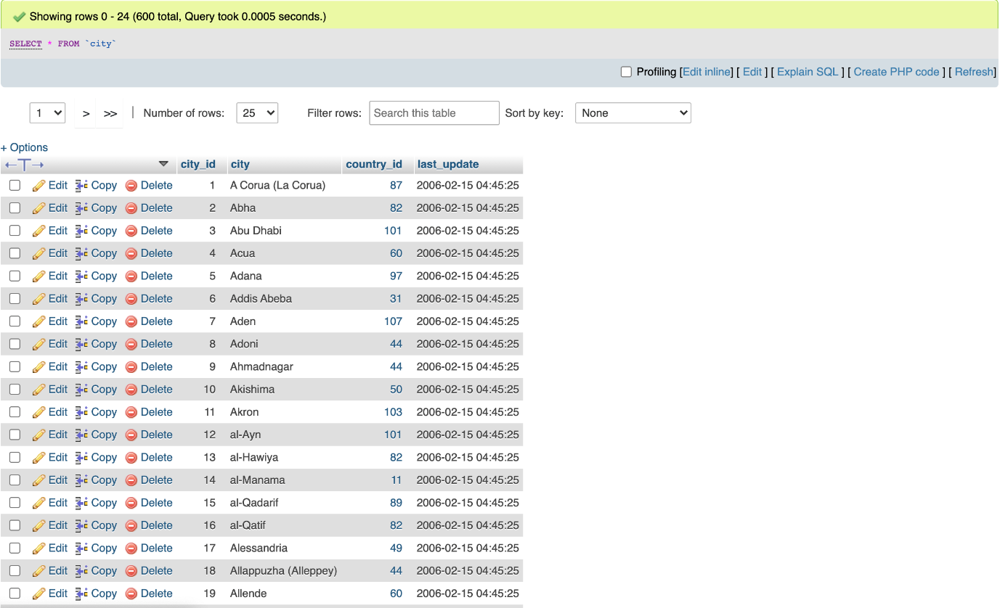 Showing rows 0 - 24 (600 total, Query took 0.0005 seconds.)
SELECT * FROM `city`
Profiling [Edit inline] [ Edit ] [ Explain SQL ] [ Create PHP code ] [ Refresh]
1 > >> | Number of rows: 25 Filter rows: Search this table Sort by key: None
+ Options
←T→ city_id city country_id last_update
Edit Copy Delete 1 A Corua (La Corua) 87 2006-02-15 04:45:25
Edit Copy Delete 2 Abha 82 2006-02-15 04:45:25
Edit Copy Delete 3 Abu Dhabi 101 2006-02-15 04:45:25
Edit Copy Delete 4 Acua 60 2006-02-15 04:45:25
Edit Copy Delete 5 Adana 97 2006-02-15 04:45:25
Edit Copy Delete 6 Addis Abeba 31 2006-02-15 04:45:25
Edit Copy Delete 7 Aden 107 2006-02-15 04:45:25
Edit Copy Delete 8 Adoni 44 2006-02-15 04:45:25
Edit Copy Delete 9 Ahmadnagar 44 2006-02-15 04:45:25
Edit Copy Delete 10 Akishima 50 2006-02-15 04:45:25
Edit Copy Delete 11 Akron 103 2006-02-15 04:45:25
Edit Copy Delete 12 al-Ayn 101 2006-02-15 04:45:25
Edit Copy Delete 13 al-Hawiya 82 2006-02-15 04:45:25
Edit Copy Delete 14 al-Manama 11 2006-02-15 04:45:25
Edit Copy Delete 15 al-Qadarif 89 2006-02-15 04:45:25
Edit Copy Delete 16 al-Qatif 82 2006-02-15 04:45:25
Edit Copy Delete 17 Alessandria 49 2006-02-15 04:45:25
Edit Copy Delete 18 Allappuzha (Alleppey) 44 2006-02-15 04:45:25
Edit Copy Delete 19 Allende 60 2006-02-15 04:45:25